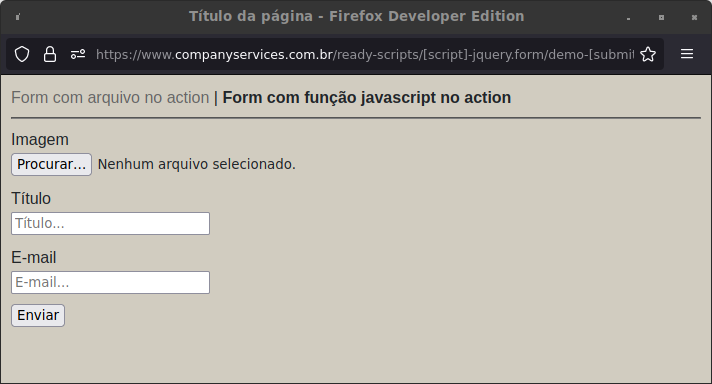 Título da página - Firefox Developer Edition
https://www.companyservices.com.br/ready-scripts/[script]-jquery.form/demo-[submit
Form com arquivo no action | Form com função javascript no action
Imagem
Procurar... Nenhum arquivo selecionado.
Título
Título...
E-mail
E-mail...
Enviar